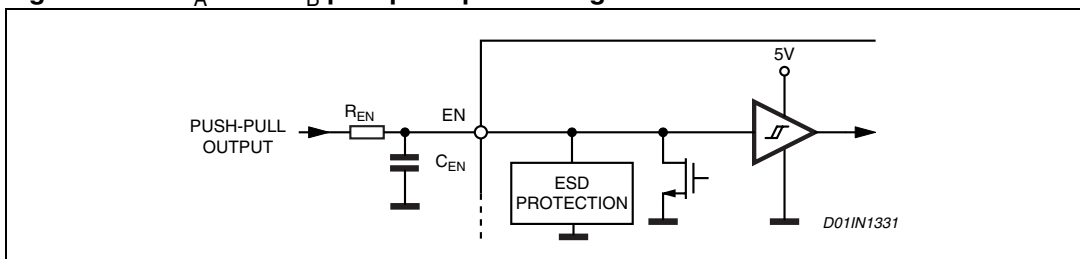 A B
5V
R_EN EN
PUSH-PULL
OUTPUT
C_EN
ESD
PROTECTION
D01IN1331